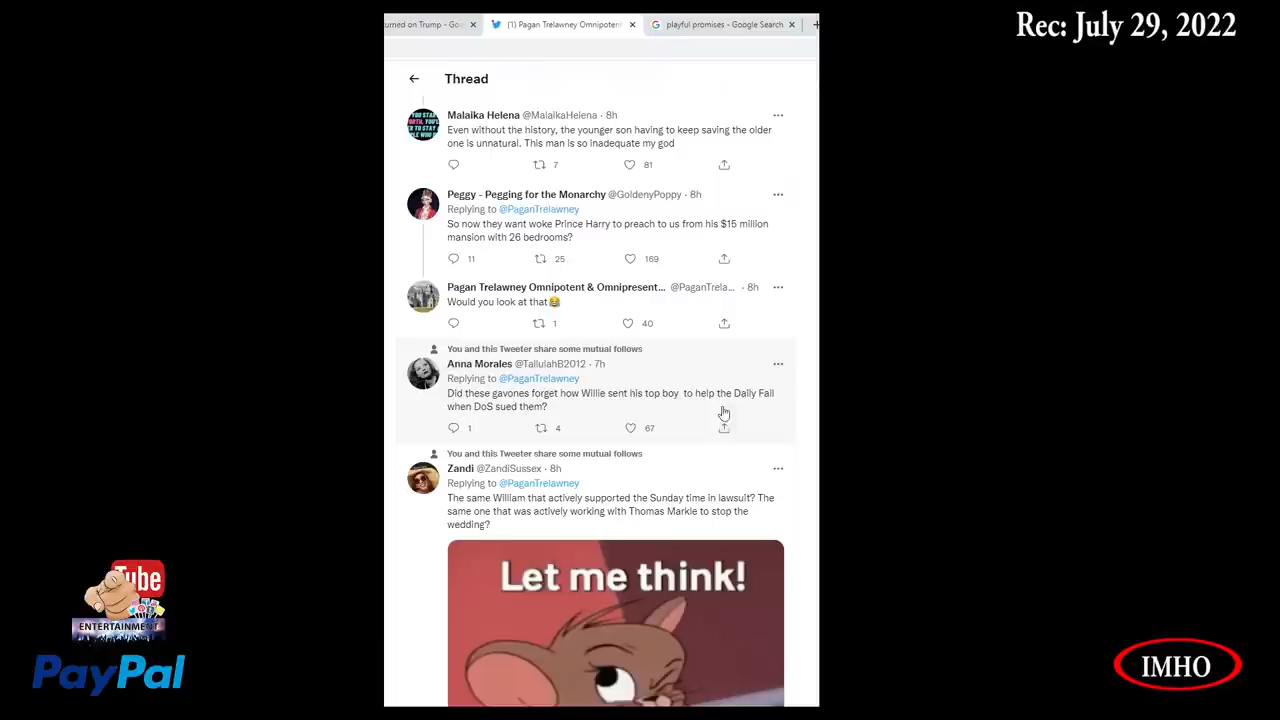 Rec: July 29, 2022
urned on Trump - Goo
(1) Pagan Trelawney Omnipotent
playful promises - Google Search
Thread
Malaika Helena @MalaikaHelena · 8h
Even without the history, the younger son having to keep saving the older
one is unnatural. This man is so inadequate my god
7 81
Peggy - Pegging for the Monarchy @GoldenyPoppy · 8h
Replying to @PaganTrelawney
So now they want woke Prince Harry to preach to us from his $15 million
mansion with 26 bedrooms?
11 25 169
Pagan Trelawney Omnipotent & Omnipresent... @PaganTrela... · 8h
Would you look at that😂
1 40
You and this Tweeter share some mutual follows
Anna Morales @TallulahB2012 · 7h
Replying to @PaganTrelawney
Did these gavones forget how Willie sent his top boy to help the Daily Fail
when DoS sued them?
1 4 67
You and this Tweeter share some mutual follows
Zandi @ZandiSussex · 8h
Replying to @PaganTrelawney
The same William that actively supported the Sunday time in lawsuit? The
same one that was actively working with Thomas Markle to stop the
wedding?
Let me think!
Tube
ENTERTAINMENT
PayPal
IMHO